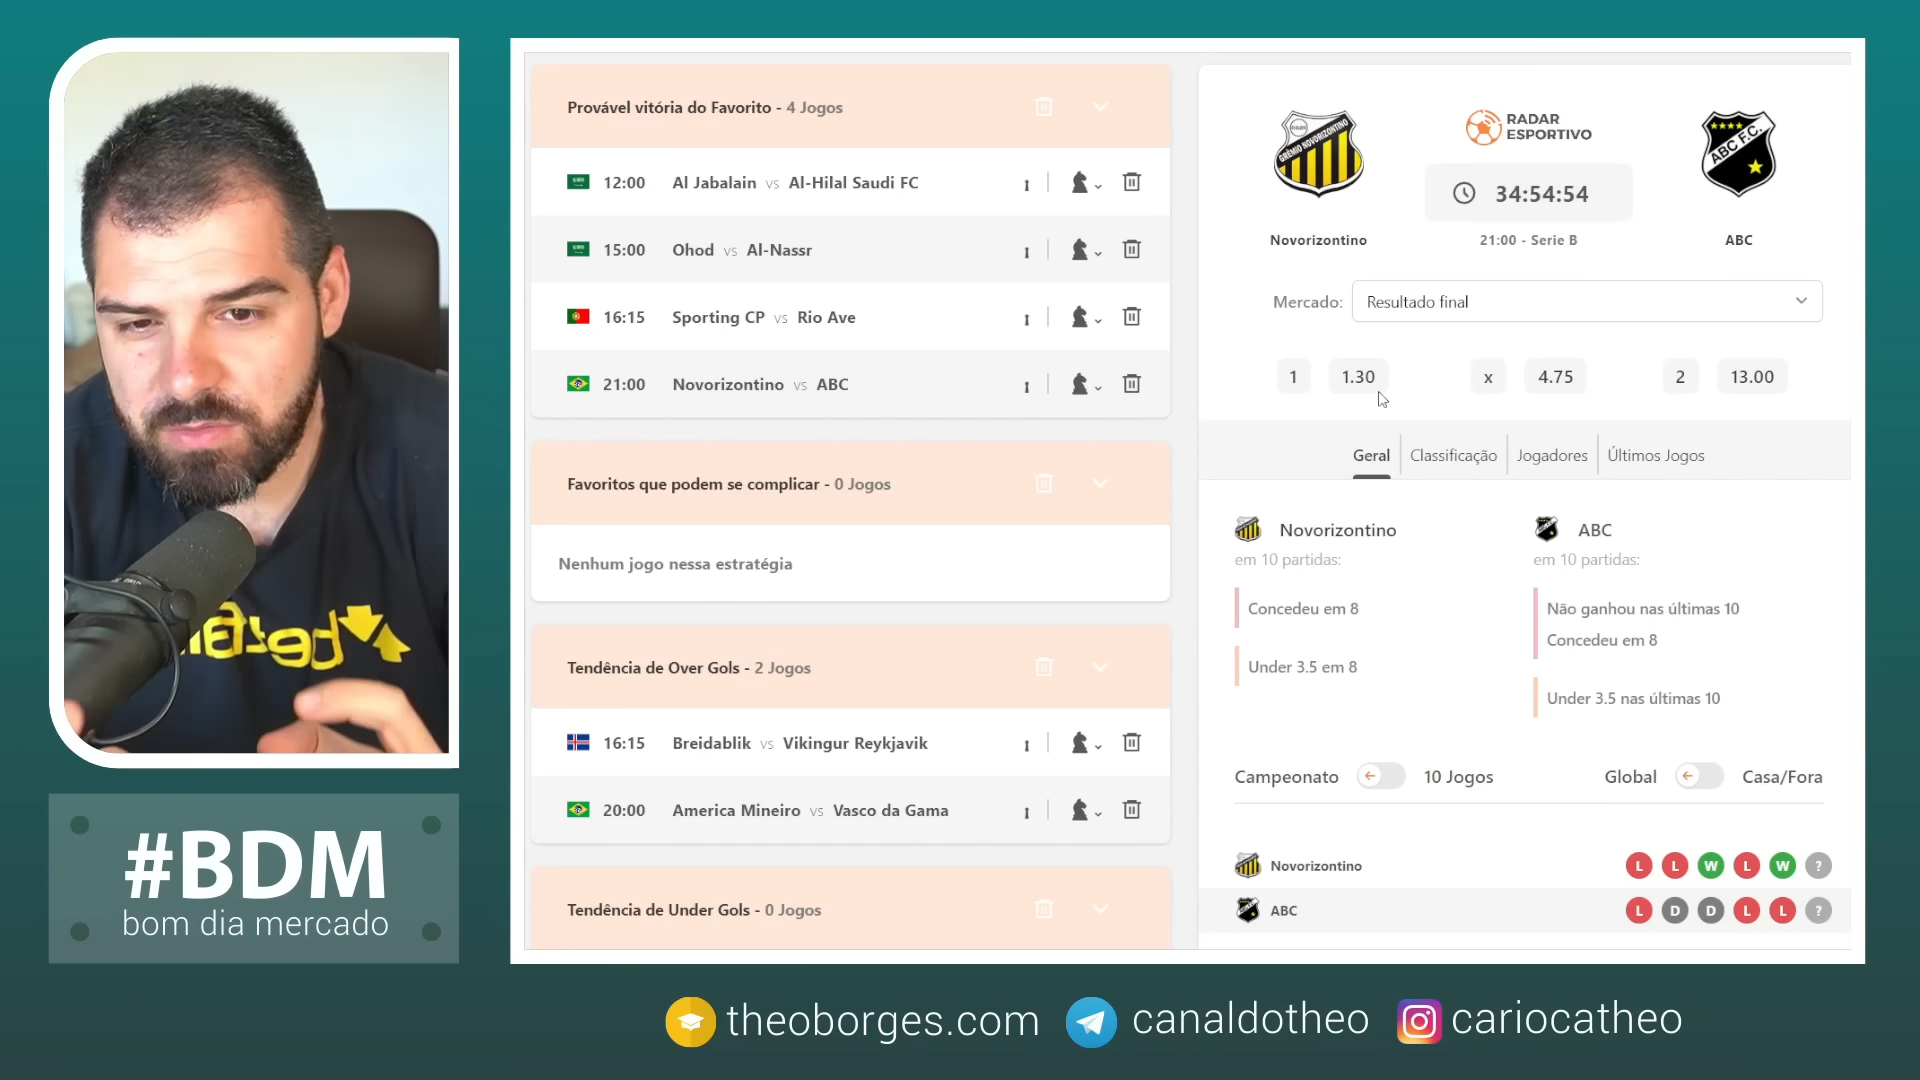 Provável vitória do Favorito - 4 Jogos
12:00 Al Jabalain vs Al-Hilal Saudi FC
15:00 Ohod vs Al-Nassr
16:15 Sporting CP vs Rio Ave
21:00 Novorizontino vs ABC
Favoritos que podem se complicar - 0 Jogos
Nenhum jogo nessa estratégia
Tendência de Over Gols - 2 Jogos
16:15 Breidablik vs Vikingur Reykjavik
20:00 America Mineiro vs Vasco da Gama
Tendência de Under Gols - 0 Jogos
GRÊMIO NOVORIZONTINO
RADAR
ESPORTIVO
ABC F.C.
34:54:54
Novorizontino
21:00 - Serie B
ABC
Mercado: Resultado final
1 1.30 x 4.75 2 13.00
Geral Classificação Jogadores Últimos Jogos
Novorizontino
em 10 partidas:
Concedeu em 8
Under 3.5 em 8
ABC
em 10 partidas:
Não ganhou nas últimas 10
Concedeu em 8
Under 3.5 nas últimas 10
Campeonato 10 Jogos Global Casa/Fora
Novorizontino L L W L W ?
ABC L D D L L ?
#BDM
bom dia mercado
theoborges.com canaldotheo cariocatheo